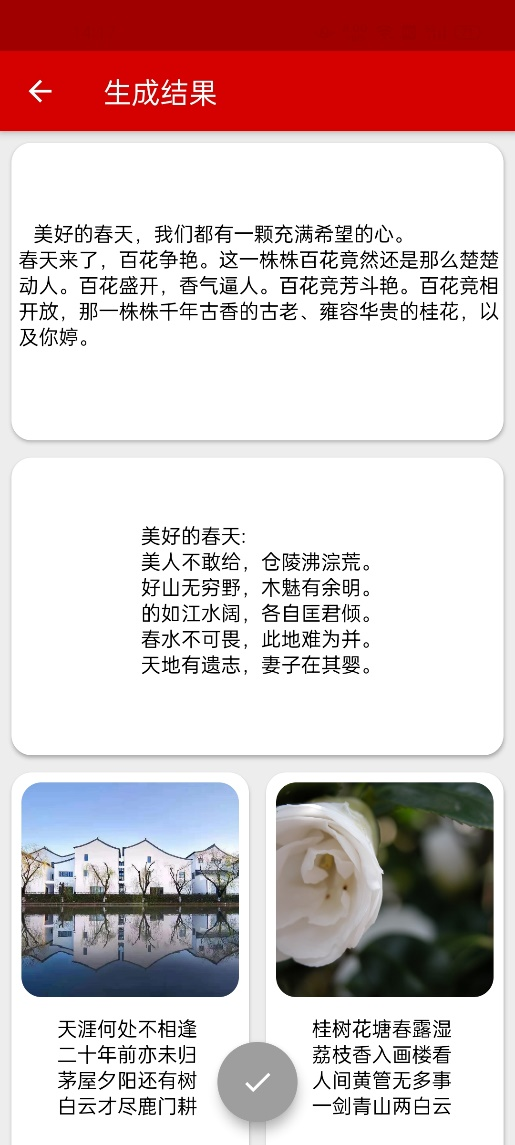 生成结果
美好的春天，我们都有一颗充满希望的心。
春天来了，百花争艳。这一株株百花竟然还是那么楚楚
动人。百花盛开，香气逼人。百花竞芳斗艳。百花竞相
开放，那一株株千年古香的古老、雍容华贵的桂花，以
及你婷。
美好的春天:
美人不敢给，仓陵沸淙荒。
好山无穷野，木魅有余明。
的如江水阔，各自匡君倾。
春水不可畏，此地难为并。
天地有遗志，妻子在其婴。
天涯何处不相逢
二十年前亦未归
茅屋夕阳还有树
白云才尽鹿门耕
桂树花塘春露湿
荔枝香入画楼看
人间黄管无多事
一剑青山两白云